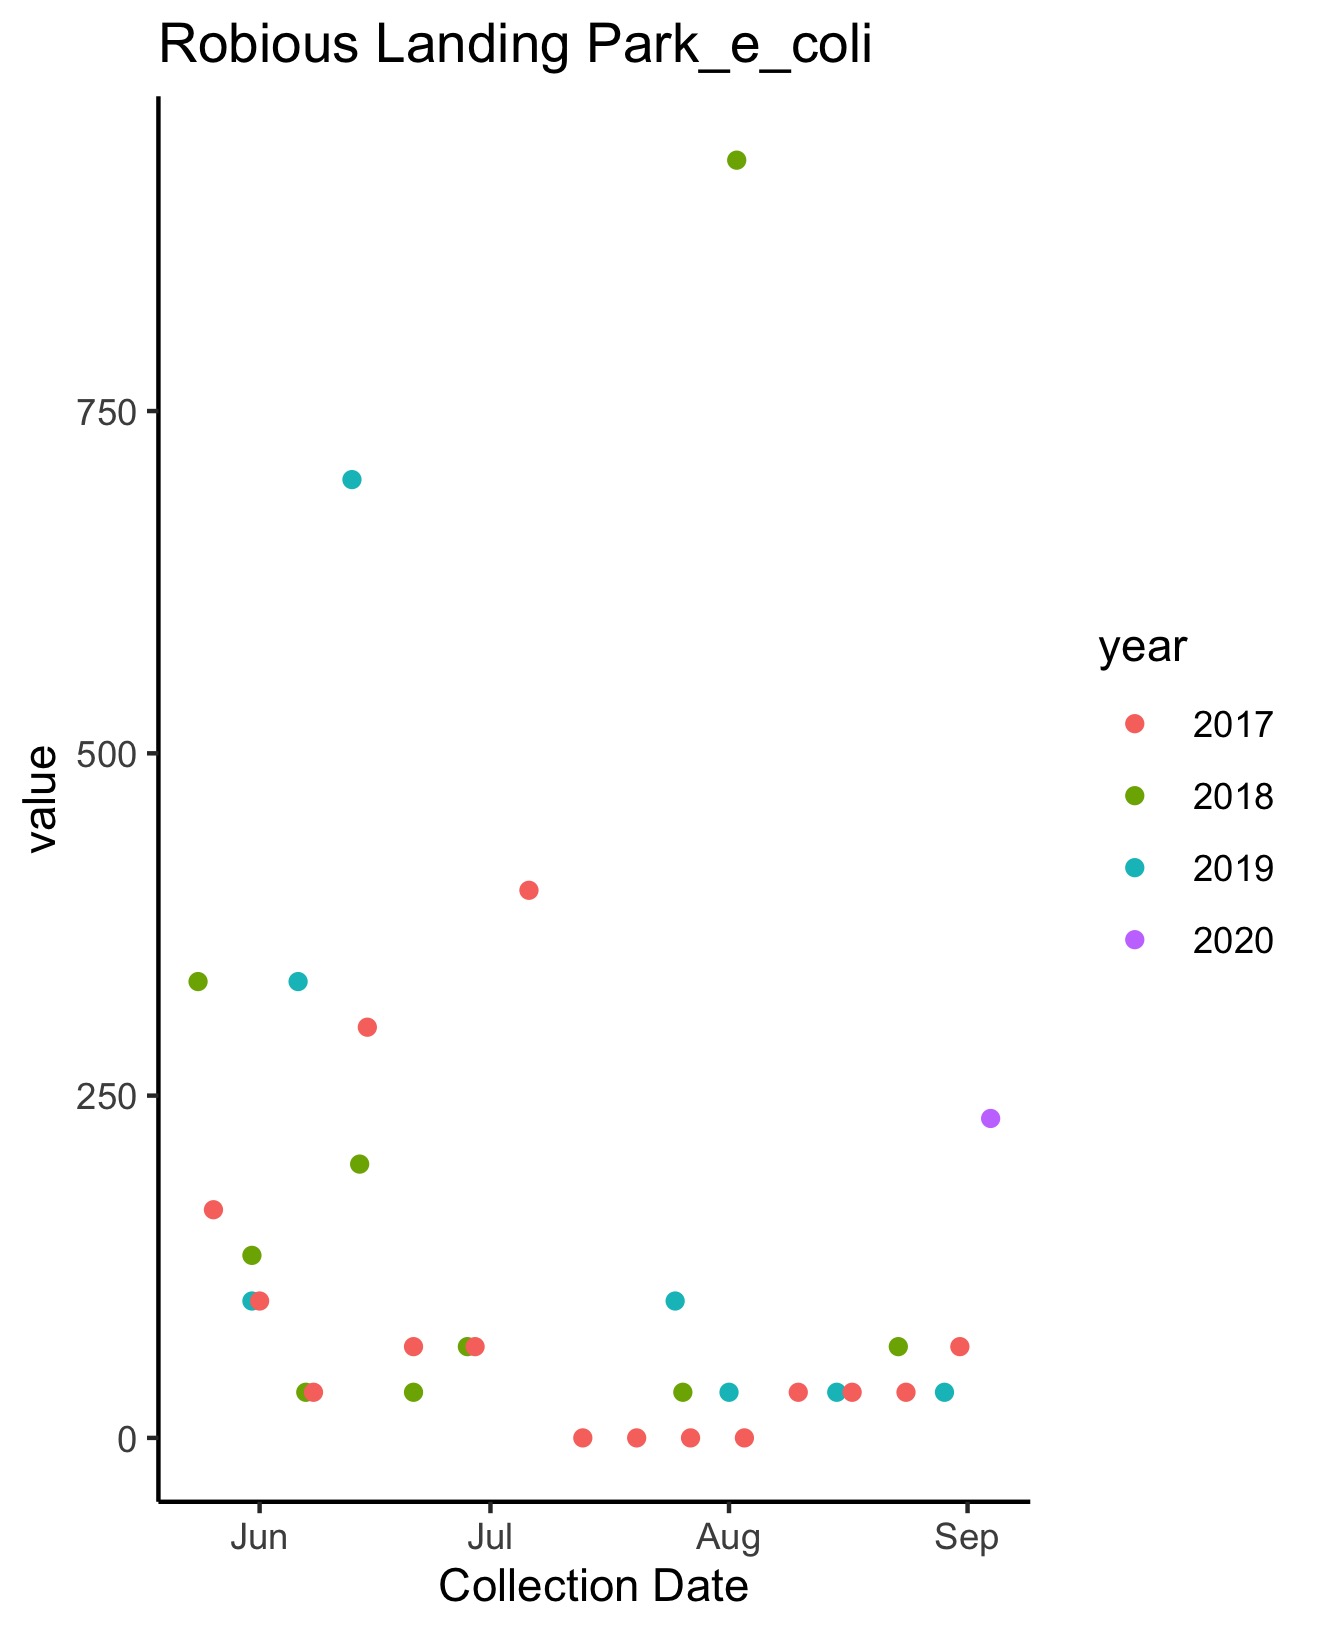 Robious Landing Park_e_coli
750
500
250
0
value
Jun Jul Aug Sep
Collection Date
year
2017
2018
2019
2020